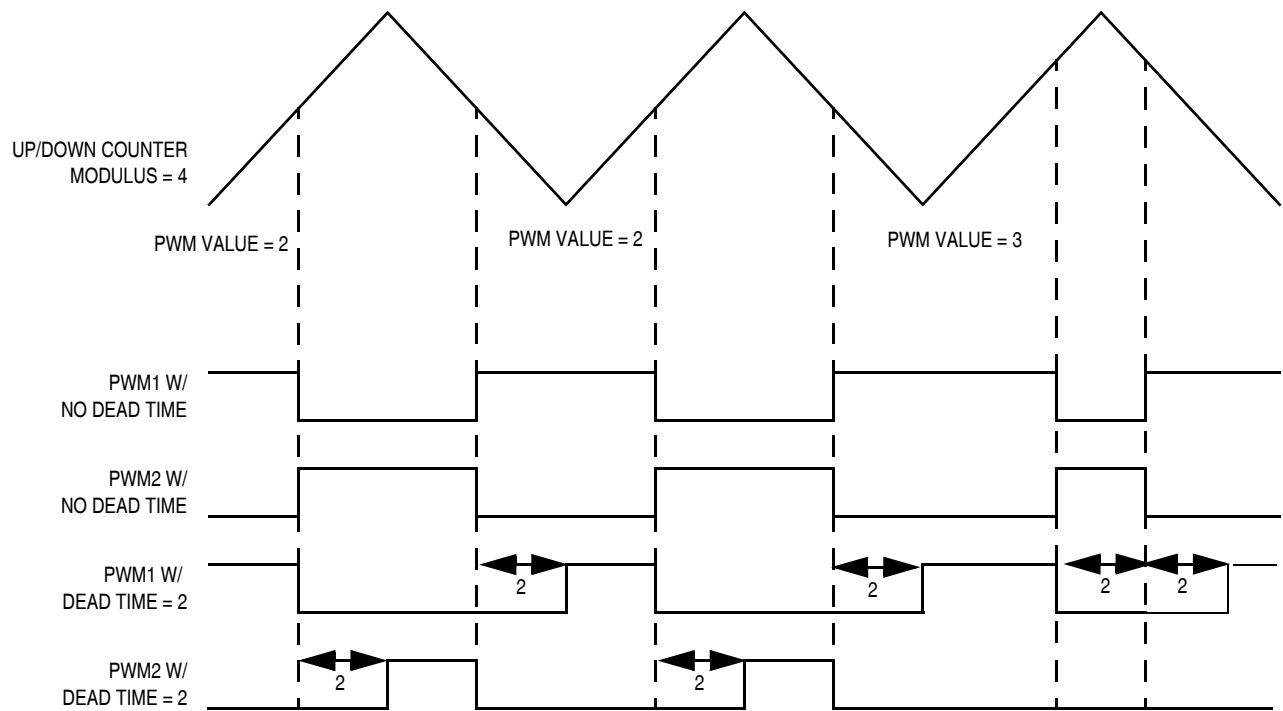 UP/DOWN COUNTER
MODULUS = 4
PWM VALUE = 2
PWM VALUE = 2
PWM VALUE = 3
PWM1 W/
NO DEAD TIME
PWM2 W/
NO DEAD TIME
PWM1 W/
DEAD TIME = 2
2
2
2
2
PWM2 W/
DEAD TIME = 2
2
2